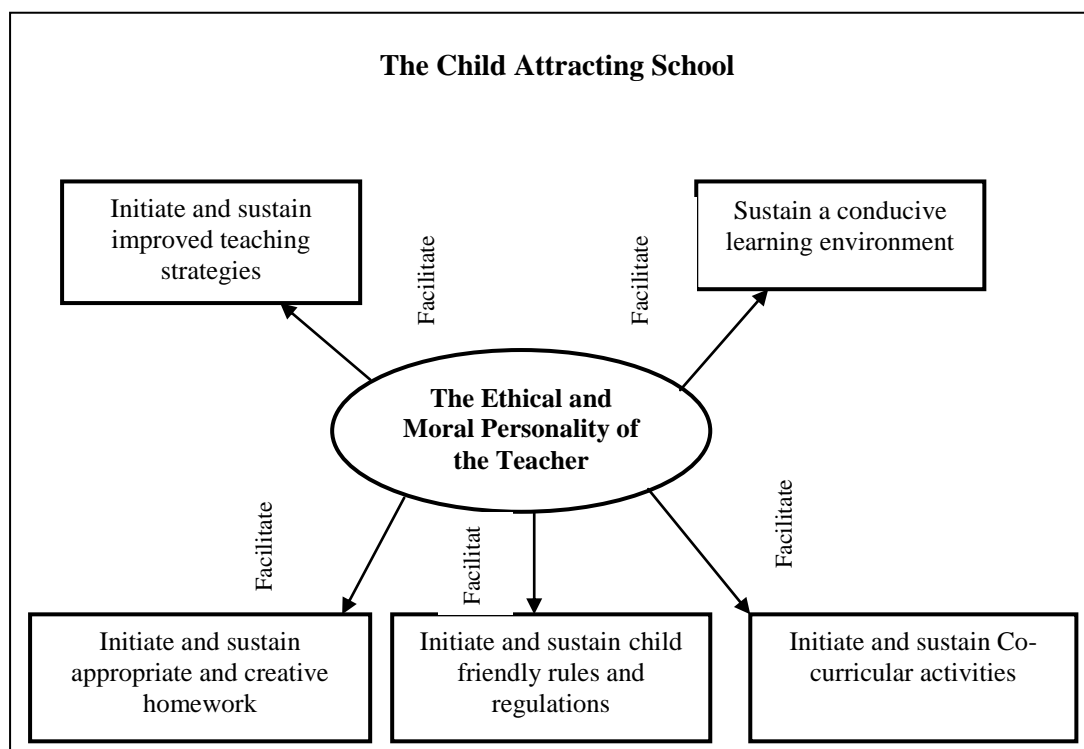 The Child Attracting School
Initiate and sustain
improved teaching
strategies
Sustain a conducive
learning environment
Facilitate
Facilitate
The Ethical and
Moral Personality of
the Teacher
Facilitate
Facilitat
Facilitate
Initiate and sustain
appropriate and creative
homework
Initiate and sustain child
friendly rules and
regulations
Initiate and sustain Co-
curricular activities